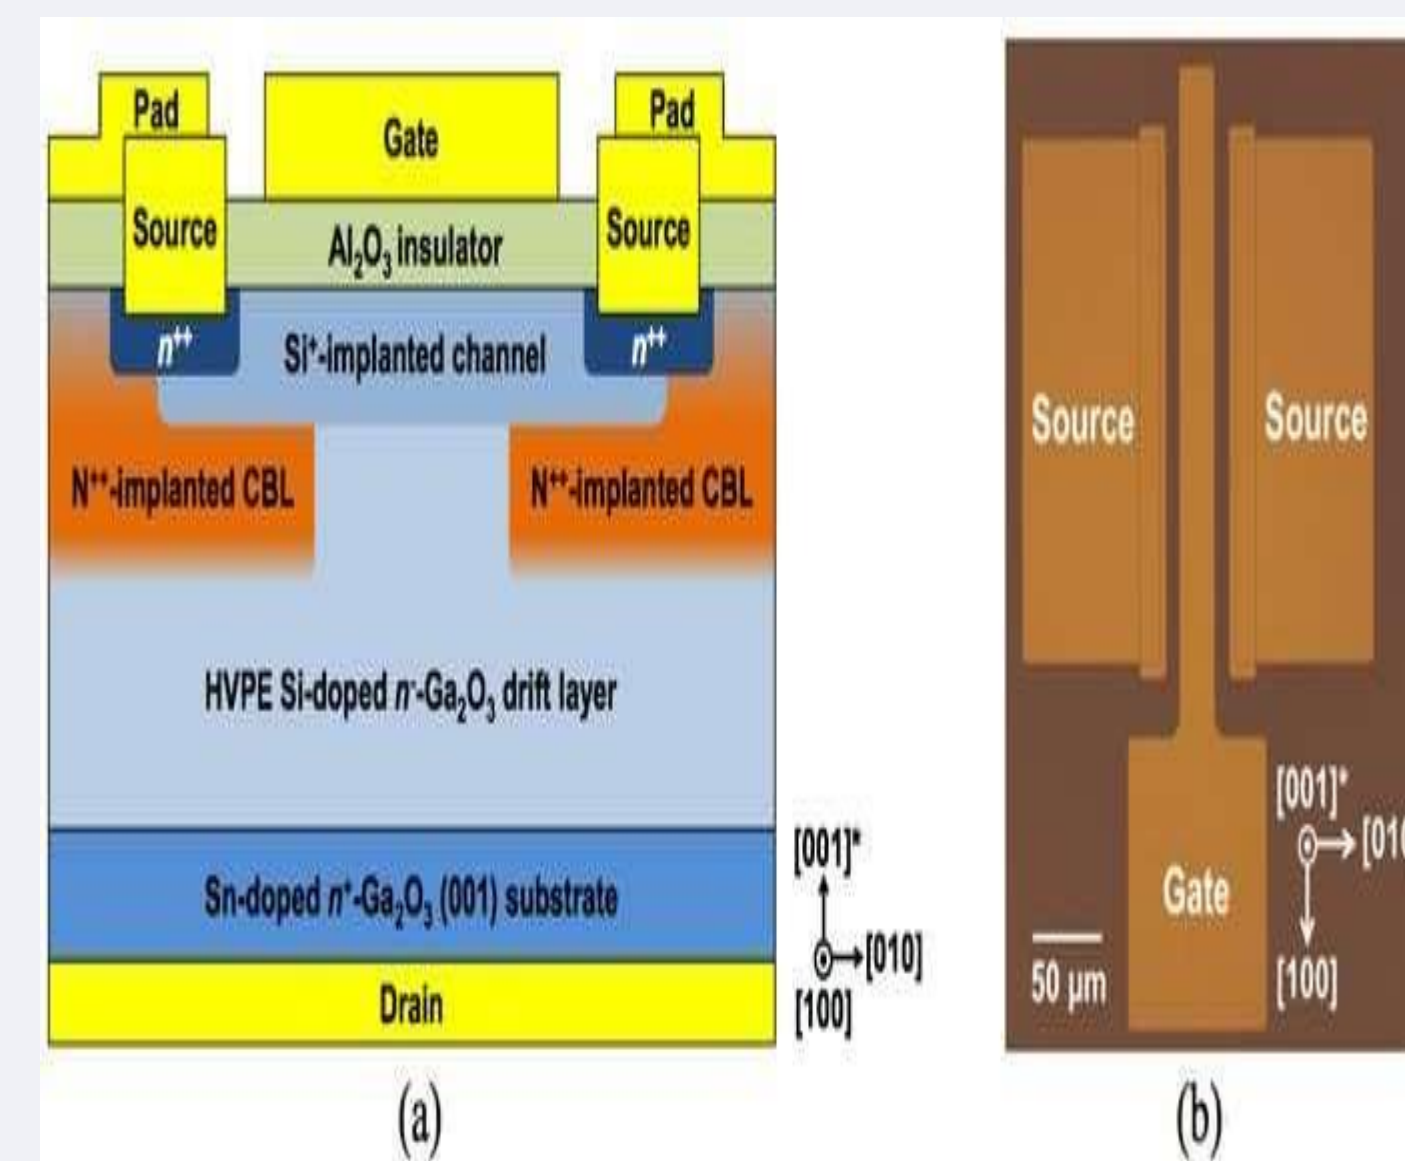 Pad
Gate
Pad
Source
Al₂O₃ insulator
Source
n⁺⁺
Si⁺-implanted channel
n⁺⁺
N⁺⁺-implanted CBL
N⁺⁺-implanted CBL
HVPE Si-doped n⁻-Ga₂O₃ drift layer
Sn-doped n⁺-Ga₂O₃ (001) substrate
Drain
[001]*
[010]
[100]
(a)
Source
Source
[001]*
[010
Gate
50 µm
[100]
(b)